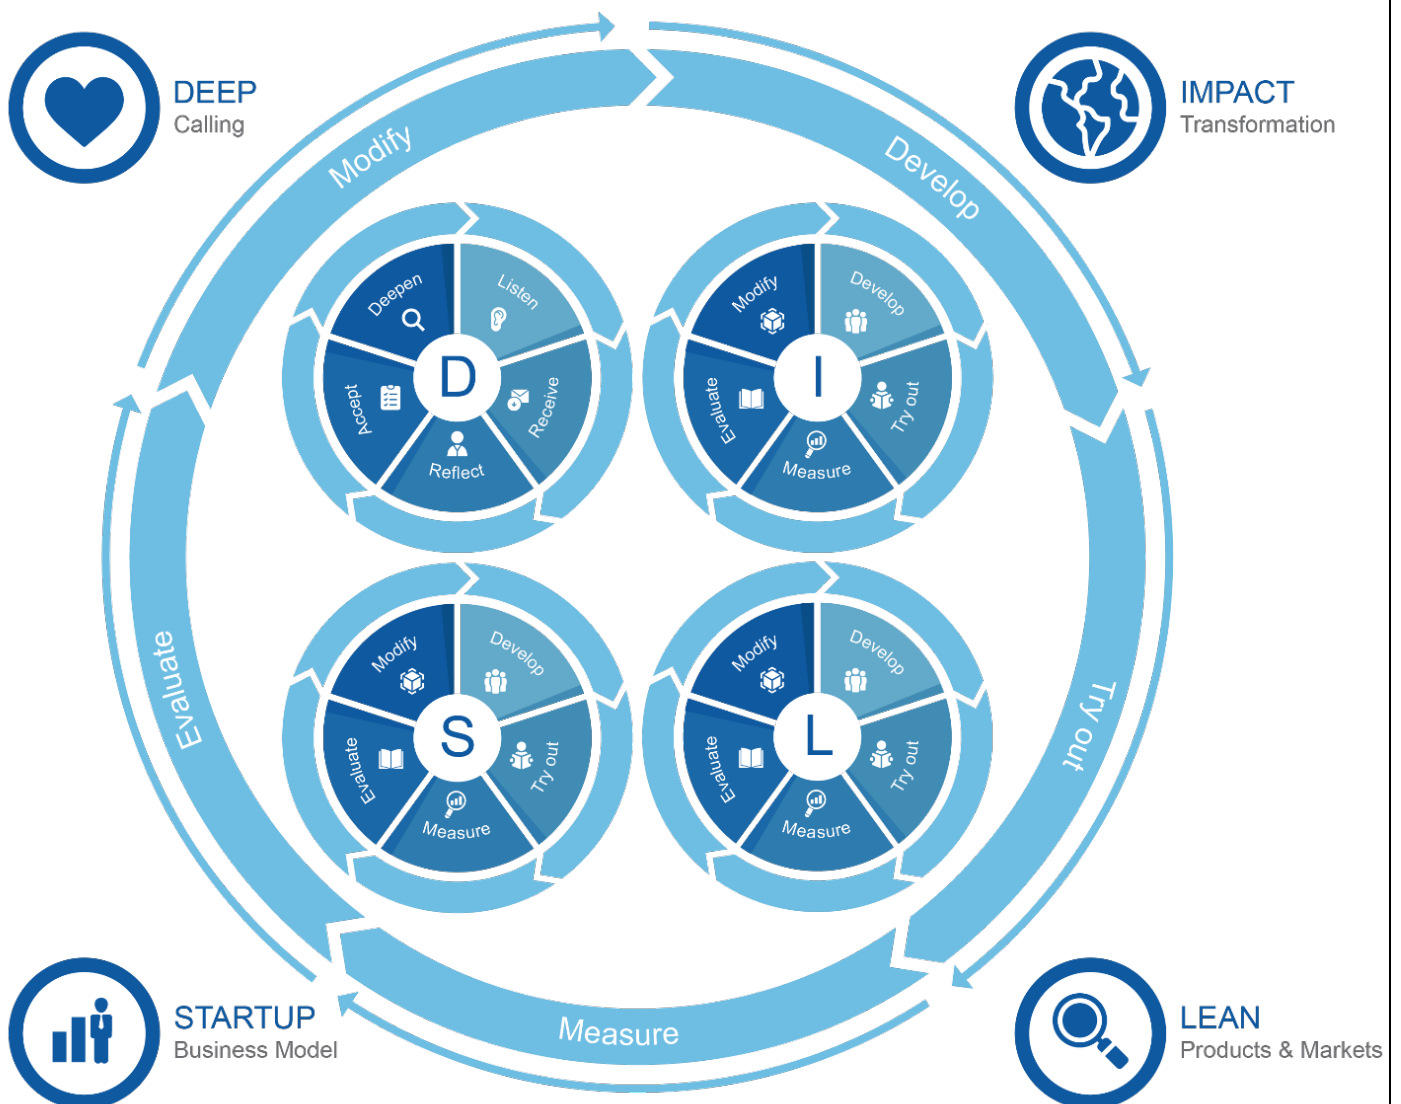 DEEP
Calling
IMPACT
Transformation
Modify
Develop
Try out
Measure
Evaluate
D
Listen
Receive
Reflect
Accept
Deepen
I
Develop
Try out
Measure
Evaluate
Modify
S
Develop
Try out
Measure
Evaluate
Modify
L
Develop
Try out
Measure
Evaluate
Modify
STARTUP
Business Model
LEAN
Products & Markets